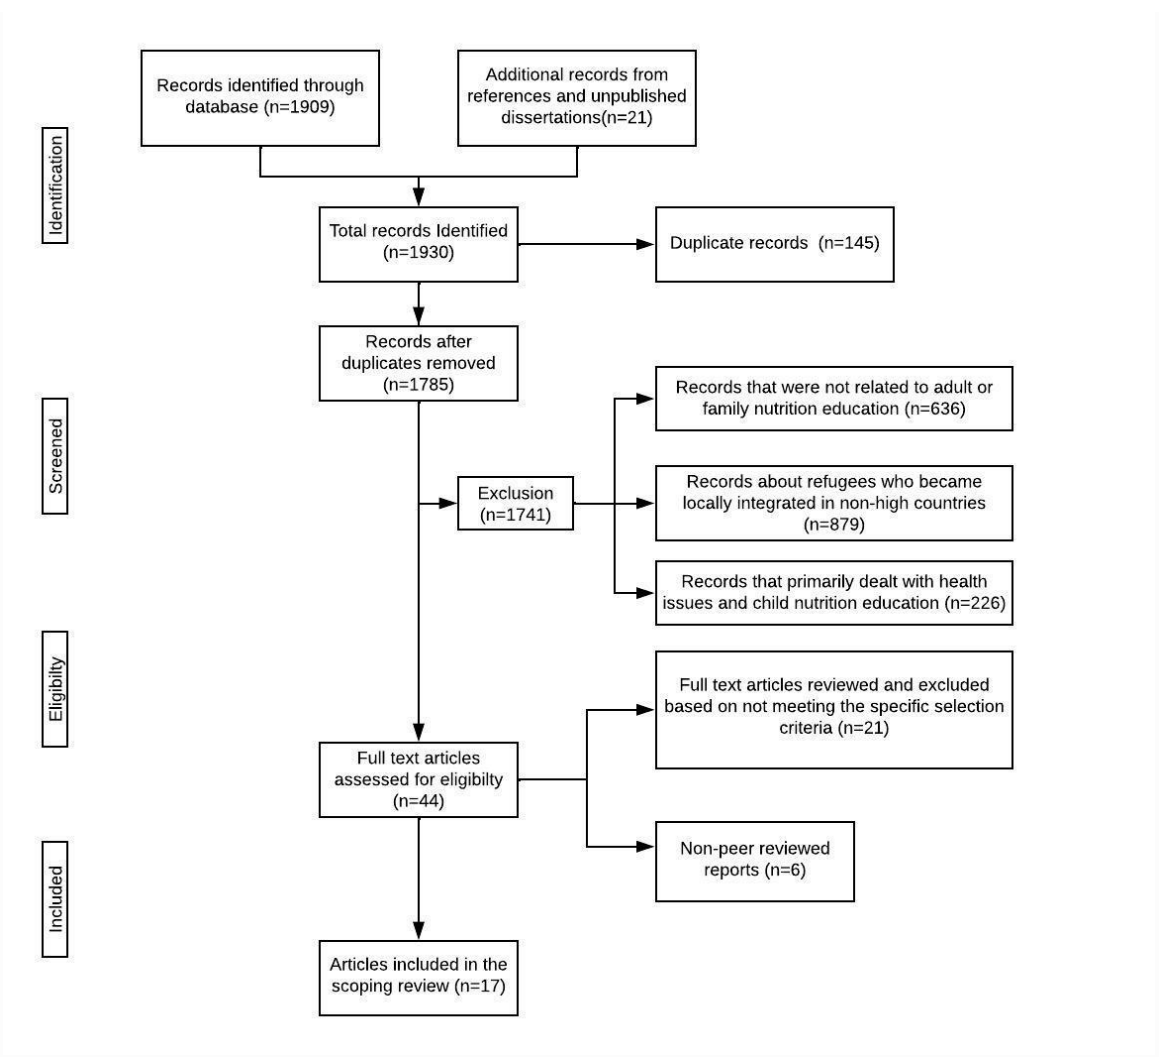 Records identified through
database (n=1909)
Additional records from
references and unpublished
dissertations(n=21)
Identification
Total records Identified
(n=1930)
Duplicate records (n=145)
Records after
duplicates removed
(n=1785)
Screened
Records that were not related to adult or
family nutrition education (n=636)
Exclusion
(n=1741)
Records about refugees who became
locally integrated in non-high countries
(n=879)
Records that primarily dealt with health
issues and child nutrition education (n=226)
Eligibilty
Full text articles reviewed and excluded
based on not meeting the specific selection
criteria (n=21)
Full text articles
assessed for eligibilty
(n=44)
Non-peer reviewed
reports (n=6)
Included
Articles included in the
scoping review (n=17)